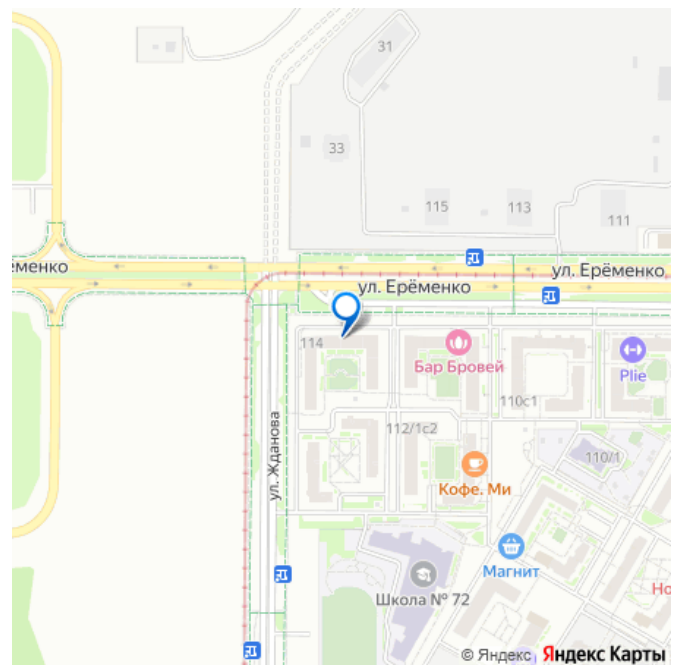 31
33
115
113
111
еменко
ул. Ерёменко
ул. Ерёменко
114
Бар Бровей
Plie
110с1
112/1с2
ул. Жданова
110/1
Кофе. Ми
Магнит
Школа № 72
Но
© Яндекс Яндекс Карты